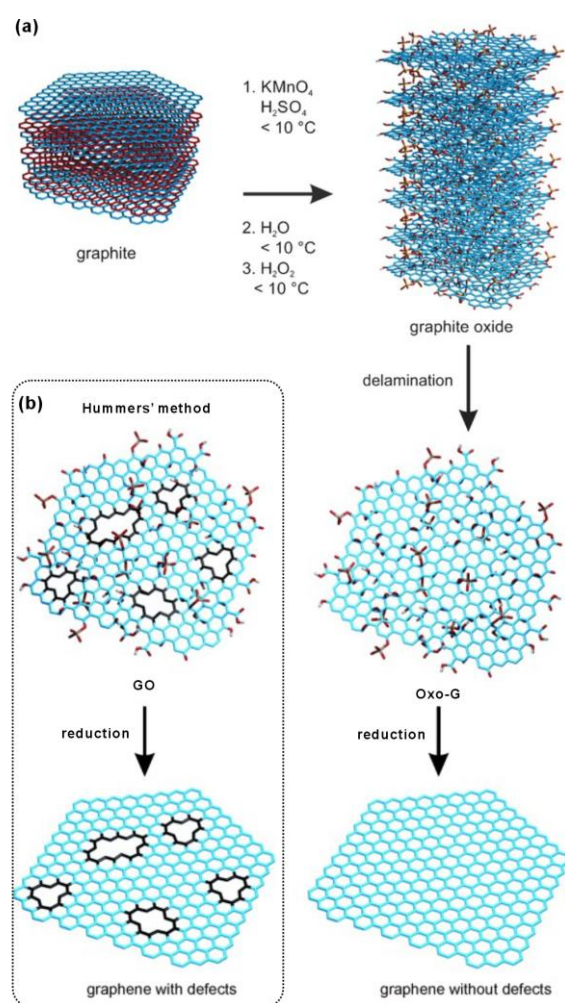 (a)
1. KMnO₄
H₂SO₄
< 10 °C
2. H₂O
< 10 °C
3. H₂O₂
< 10 °C
graphite
graphite oxide
delamination
(b)
Hummers' method
GO
Oxo-G
reduction
reduction
graphene with defects
graphene without defects